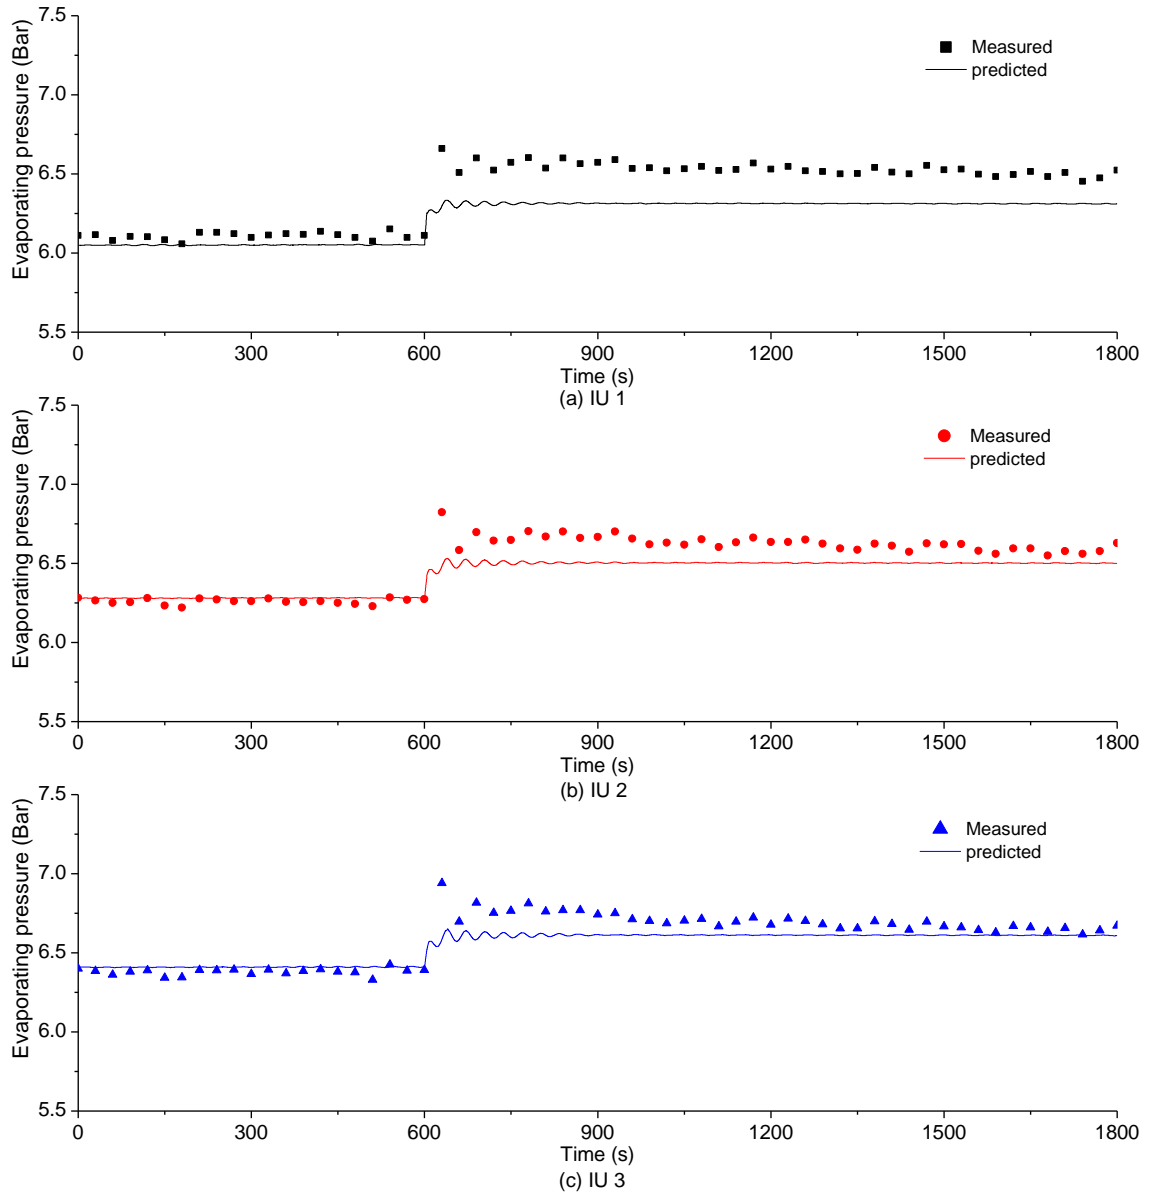 7.5
7.0
6.5
6.0
5.5
Evaporating pressure (Bar)
Measured
predicted
0 300 600 900 1200 1500 1800
Time (s)
(a) IU 1
7.5
7.0
6.5
6.0
5.5
Evaporating pressure (Bar)
Measured
predicted
0 300 600 900 1200 1500 1800
Time (s)
(b) IU 2
7.5
7.0
6.5
6.0
5.5
Evaporating pressure (Bar)
Measured
predicted
0 300 600 900 1200 1500 1800
Time (s)
(c) IU 3